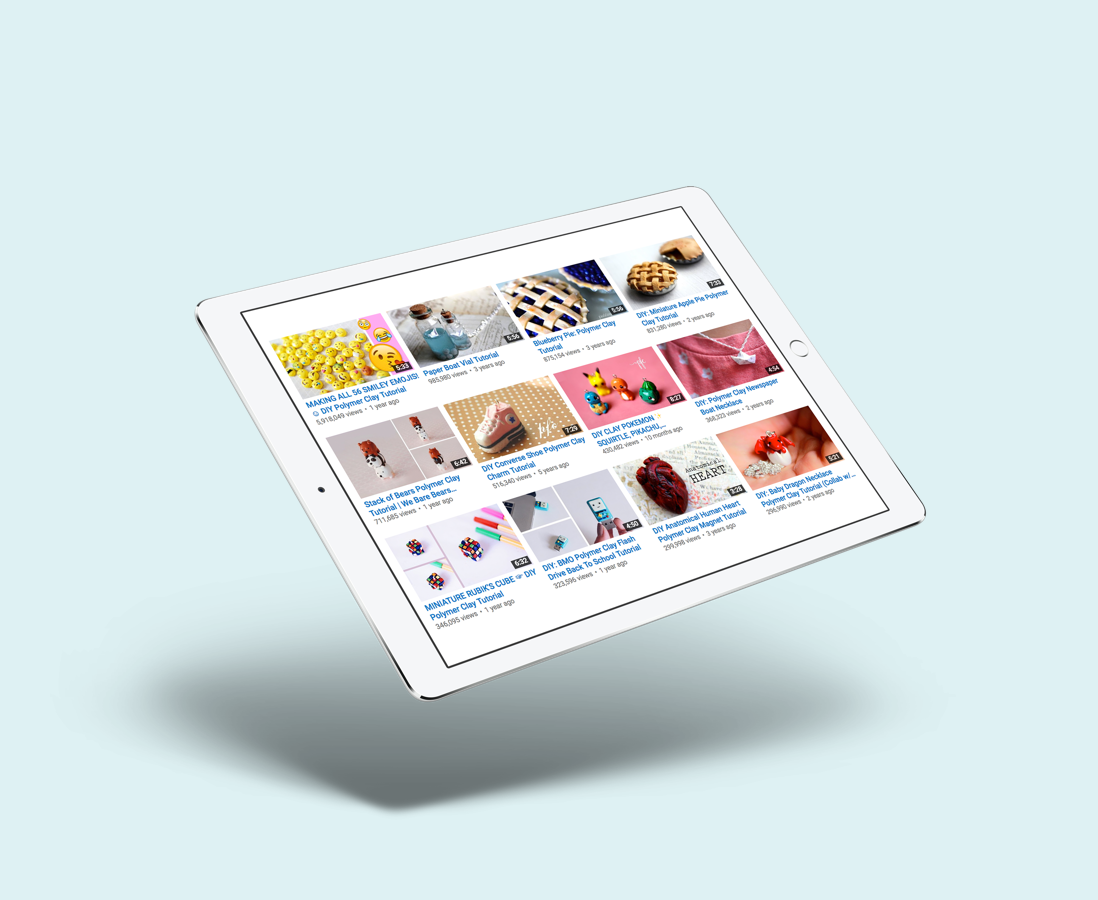 5:33
MAKING ALL 56 SMILEY EMOJIS!
☺ DIY Polymer Clay Tutorial
5,918,049 views • 1 year ago
5:50
Paper Boat Vial Tutorial
985,980 views • 3 years ago
5:50
Blueberry Pie: Polymer Clay
Tutorial
875,154 views • 3 years ago
7:33
DIY: Miniature Apple Pie Polymer
Clay Tutorial
831,280 views • 2 years ago
6:42
Stack of Bears Polymer Clay
Tutorial | We Bare Bears...
711,685 views • 1 year ago
life
7:29
DIY Converse Shoe Polymer Clay
Charm Tutorial
516,340 views • 5 years ago
8:27
DIY CLAY POKEMON
SQUIRTLE, PIKACHU,...
430,482 views • 10 months ago
4:54
DIY: Polymer Clay Newspaper
Boat Necklace
368,323 views • 2 years ago
6:32
MINIATURE RUBIK'S CUBE DIY
Polymer Clay Tutorial
346,095 views • 1 year ago
4:50
DIY: BMO Polymer Clay Flash
Drive Back To School Tutorial
323,596 views • 1 year ago
Anatomical
HEART
3:28
DIY Anatomical Human Heart
Polymer Clay Magnet Tutorial
299,998 views • 3 years ago
5:21
DIY: Baby Dragon Necklace
Polymer Clay Tutorial (Collab w/...
296,990 views • 3 years ago